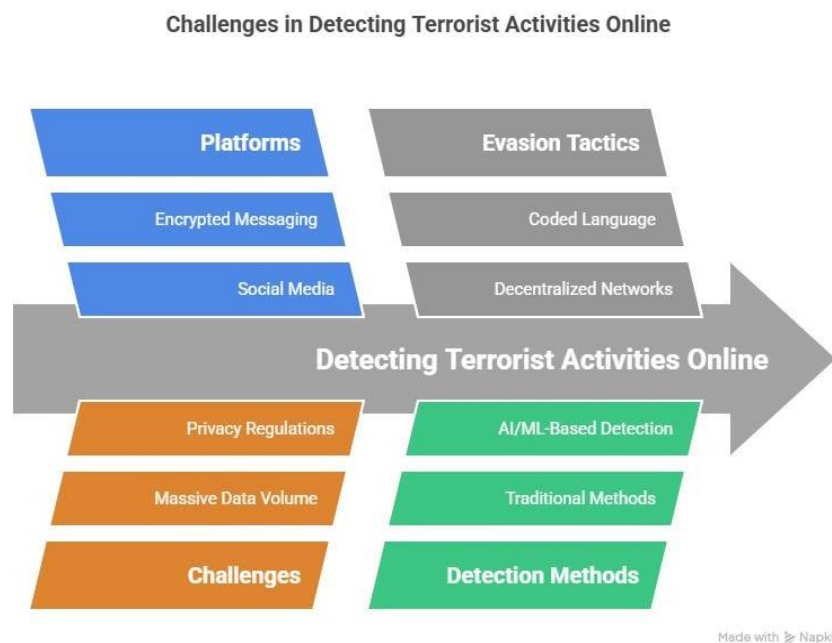 Challenges in Detecting Terrorist Activities Online
Platforms
Evasion Tactics
Encrypted Messaging
Coded Language
Social Media
Decentralized Networks
Detecting Terrorist Activities Online
Privacy Regulations
AI/ML-Based Detection
Massive Data Volume
Traditional Methods
Challenges
Detection Methods
Made with